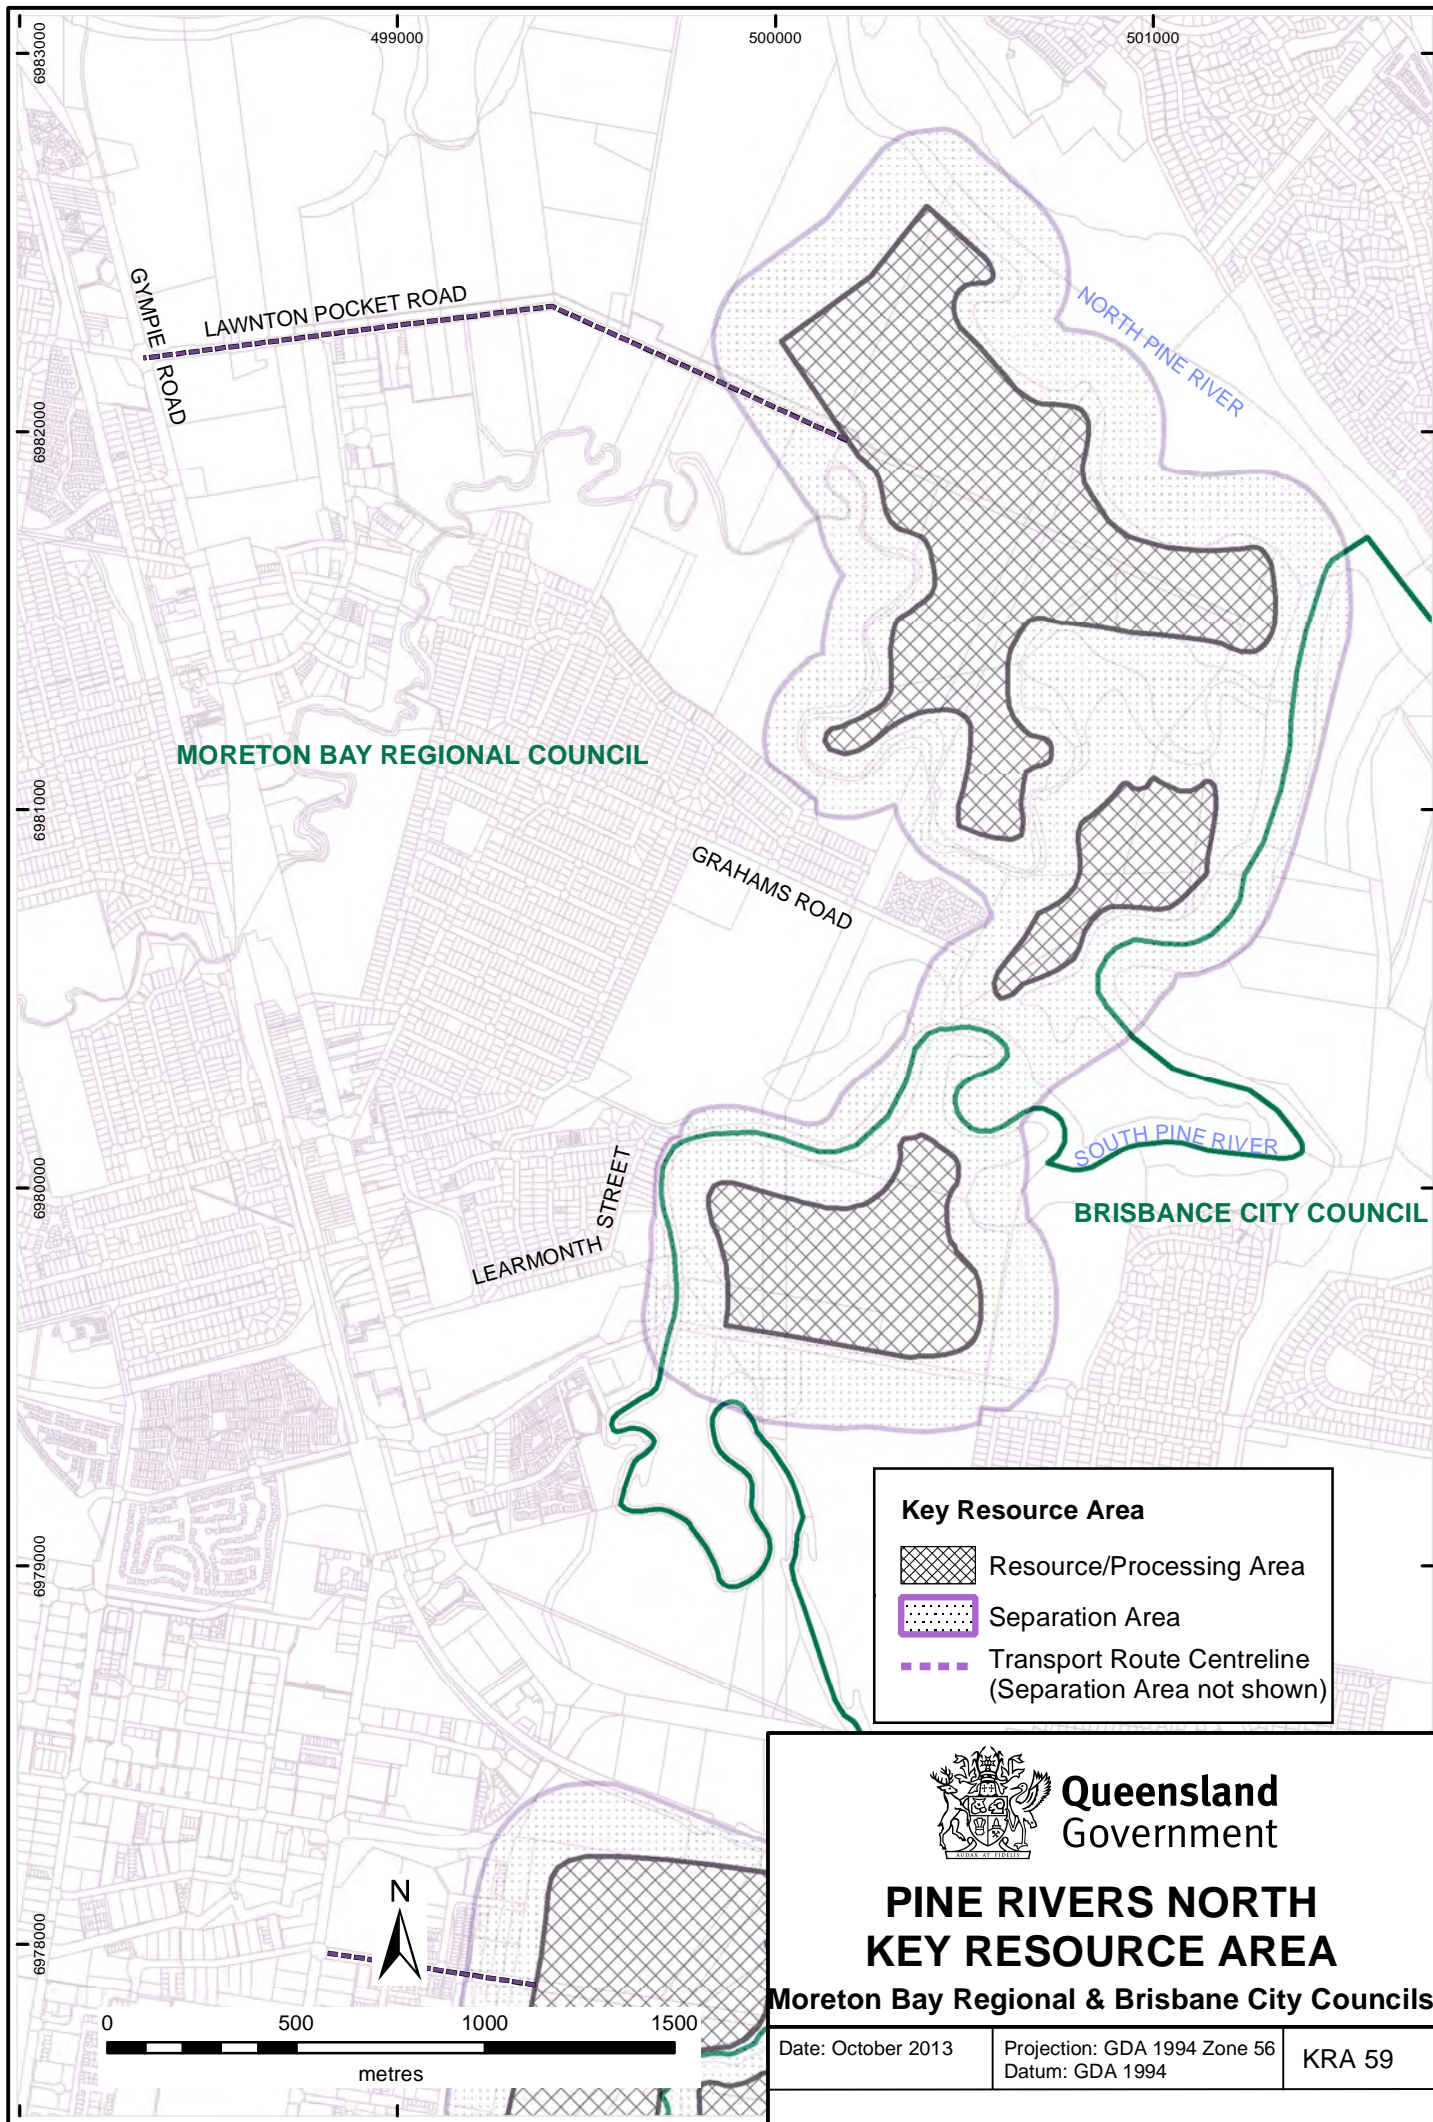 499000
500000
501000
6983000
GYMPIE ROAD
LAWNTON POCKET ROAD
NORTH PINE RIVER
6982000
MORETON BAY REGIONAL COUNCIL
6981000
GRAHAMS ROAD
SOUTH PINE RIVER
LEARMONTH STREET
6980000
BRISBANCE CITY COUNCIL
Key Resource Area
Resource/Processing Area
Separation Area
Transport Route Centreline
(Separation Area not shown)
6979000
AUDAX AT FIDELIS
Queensland
Government
PINE RIVERS NORTH
KEY RESOURCE AREA
Moreton Bay Regional & Brisbane City Councils
6978000
N
0 500 1000 1500
metres
Date: October 2013
Projection: GDA 1994 Zone 56
Datum: GDA 1994
KRA 59